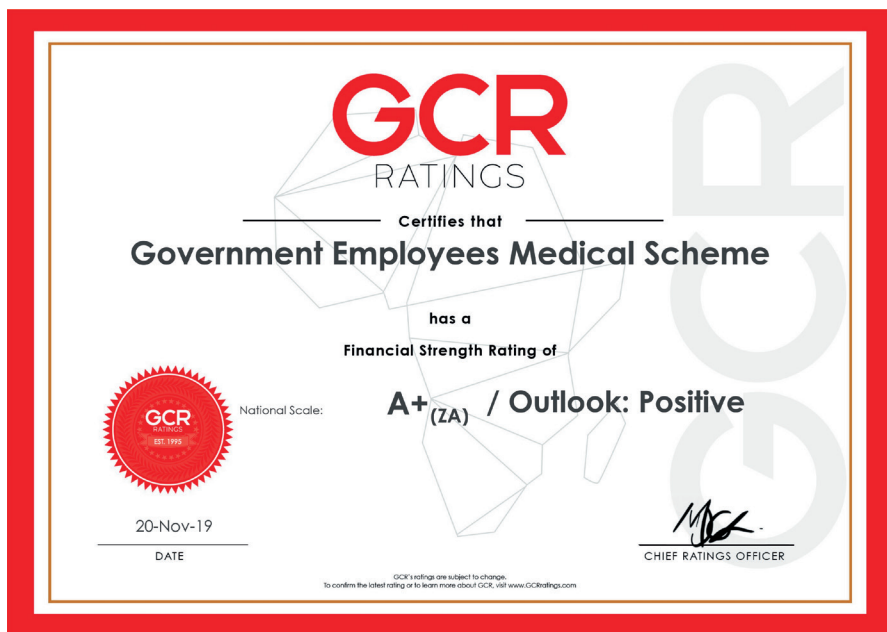 GCR
RATINGS
Certifies that
Government Employees Medical Scheme
has a
Financial Strength Rating of
National Scale: A+(ZA) / Outlook: Positive
GCR
RATINGS
EST. 1995
20-Nov-19
DATE
CHIEF RATINGS OFFICER
GCR's ratings are subject to change.
To confirm the latest rating or to learn more about GCR, visit www.GCRratings.com
GCR